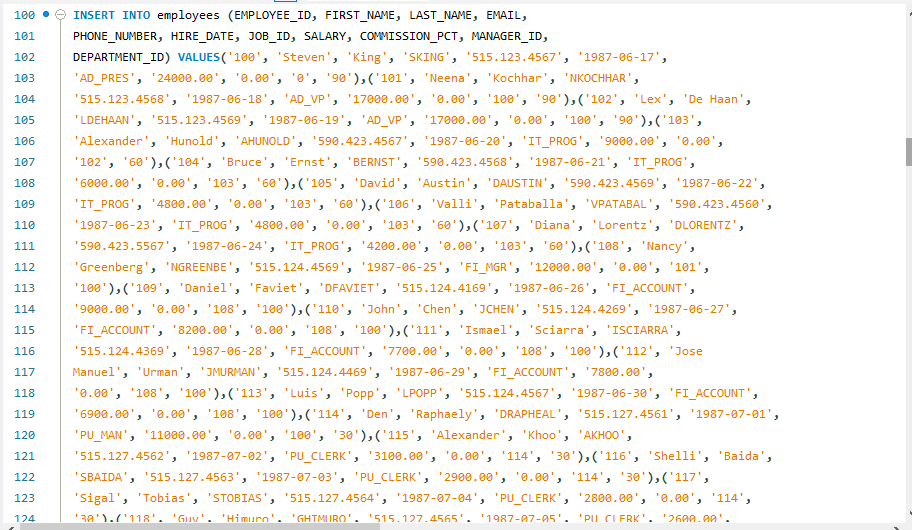 100 INSERT INTO employees (EMPLOYEE_ID, FIRST_NAME, LAST_NAME, EMAIL,
101 PHONE_NUMBER, HIRE_DATE, JOB_ID, SALARY, COMMISSION_PCT, MANAGER_ID,
102 DEPARTMENT_ID) VALUES('100', 'Steven', 'King', 'SKING', '515.123.4567', '1987-06-17',
103 'AD_PRES', '24000.00', '0.00', '0', '90'),('101', 'Neena', 'Kochhar', 'NKOCHHAR',
104 '515.123.4568', '1987-06-18', 'AD_VP', '17000.00', '0.00', '100', '90'),('102', 'Lex', 'De Haan',
105 'LDEHAAN', '515.123.4569', '1987-06-19', 'AD_VP', '17000.00', '0.00', '100', '90'),('103',
106 'Alexander', 'Hunold', 'AHUNOLD', '590.423.4567', '1987-06-20', 'IT_PROG', '9000.00', '0.00',
107 '102', '60'),('104', 'Bruce', 'Ernst', 'BERNST', '590.423.4568', '1987-06-21', 'IT_PROG',
108 '6000.00', '0.00', '103', '60'),('105', 'David', 'Austin', 'DAUSTIN', '590.423.4569', '1987-06-22',
109 'IT_PROG', '4800.00', '0.00', '103', '60'),('106', 'Valli', 'Pataballa', 'VPATABAL', '590.423.4560',
110 '1987-06-23', 'IT_PROG', '4800.00', '0.00', '103', '60'),('107', 'Diana', 'Lorentz', 'DLORENTZ',
111 '590.423.5567', '1987-06-24', 'IT_PROG', '4200.00', '0.00', '103', '60'),('108', 'Nancy',
112 'Greenberg', 'NGREENBE', '515.124.4569', '1987-06-25', 'FI_MGR', '12000.00', '0.00', '101',
113 '100'),('109', 'Daniel', 'Faviet', 'DFAVIET', '515.124.4169', '1987-06-26', 'FI_ACCOUNT',
114 '9000.00', '0.00', '108', '100'),('110', 'John', 'Chen', 'JCHEN', '515.124.4269', '1987-06-27',
115 'FI_ACCOUNT', '8200.00', '0.00', '108', '100'),('111', 'Ismael', 'Sciarra', 'ISCIARRA',
116 '515.124.4369', '1987-06-28', 'FI_ACCOUNT', '7700.00', '0.00', '108', '100'),('112', 'Jose
117 Manuel', 'Urman', 'JMURMAN', '515.124.4469', '1987-06-29', 'FI_ACCOUNT', '7800.00',
118 '0.00', '108', '100'),('113', 'Luis', 'Popp', 'LPOPP', '515.124.4567', '1987-06-30', 'FI_ACCOUNT',
119 '6900.00', '0.00', '108', '100'),('114', 'Den', 'Raphaely', 'DRAPHEAL', '515.127.4561', '1987-07-01',
120 'PU_MAN', '11000.00', '0.00', '100', '30'),('115', 'Alexander', 'Khoo', 'AKHOO',
121 '515.127.4562', '1987-07-02', 'PU_CLERK', '3100.00', '0.00', '114', '30'),('116', 'Shelli', 'Baida',
122 'SBAIDA', '515.127.4563', '1987-07-03', 'PU_CLERK', '2900.00', '0.00', '114', '30'),('117',
123 'Sigal', 'Tobias', 'STOBIAS', '515.127.4564', '1987-07-04', 'PU_CLERK', '2800.00', '0.00', '114',
124 '30'),('118', 'Guy', 'Himuro', 'GHIMURO', '515.127.4565', '1987-07-05', 'PU_CLERK', '2600.00',